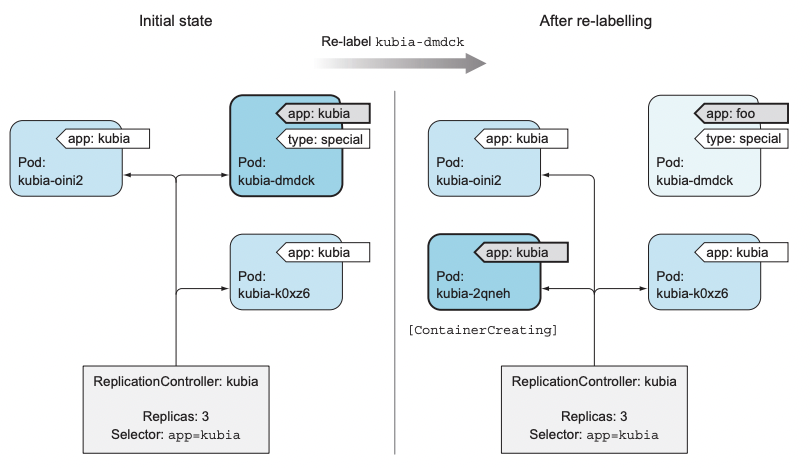 Initial state
Re-label kubia-dmdck
After re-labelling
app: kubia
Pod:
kubia-oini2
app: kubia
type: special
Pod:
kubia-dmdck
app: kubia
Pod:
kubia-k0xz6
ReplicationController: kubia
Replicas: 3
Selector: app=kubia
app: kubia
Pod:
kubia-oini2
app: foo
type: special
Pod:
kubia-dmdck
app: kubia
Pod:
kubia-2qneh
[ContainerCreating]
app: kubia
Pod:
kubia-k0xz6
ReplicationController: kubia
Replicas: 3
Selector: app=kubia